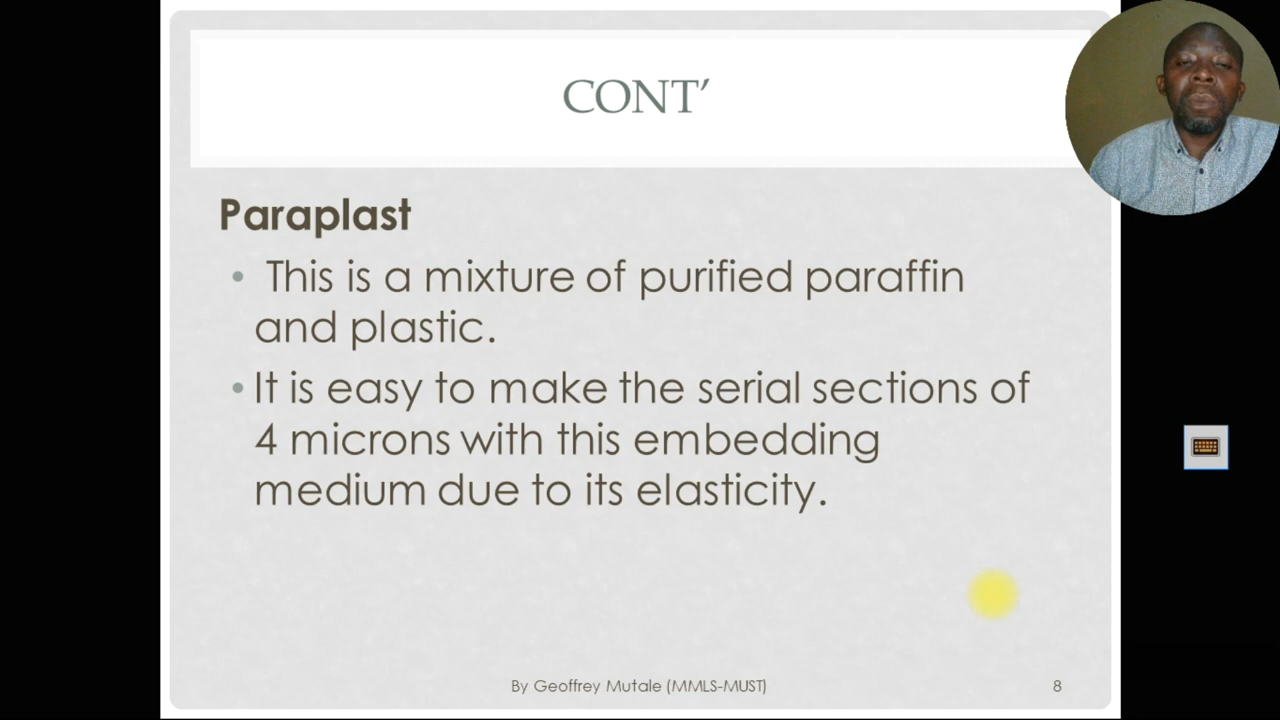 CONT’
Paraplast
• This is a mixture of purified paraffin
and plastic.
• It is easy to make the serial sections of
4 microns with this embedding
medium due to its elasticity.
By Geoffrey Mutale (MMLS-MUST)
8